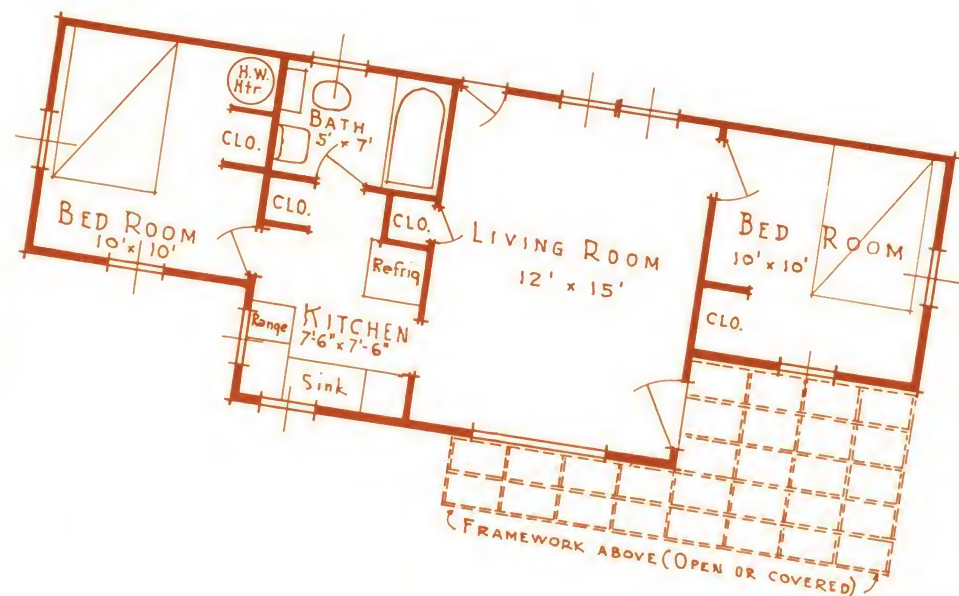 H.W.
Htr.
BATH
5' x 7'
CLO.
CLO.
CLO.
BED ROOM
10' x 10'
Refrig
LIVING ROOM
12' x 15'
BED ROOM
10' x 10'
CLO.
Range
KITCHEN
7'-6" x 7'-6"
Sink
FRAMEWORK ABOVE (OPEN OR COVERED)